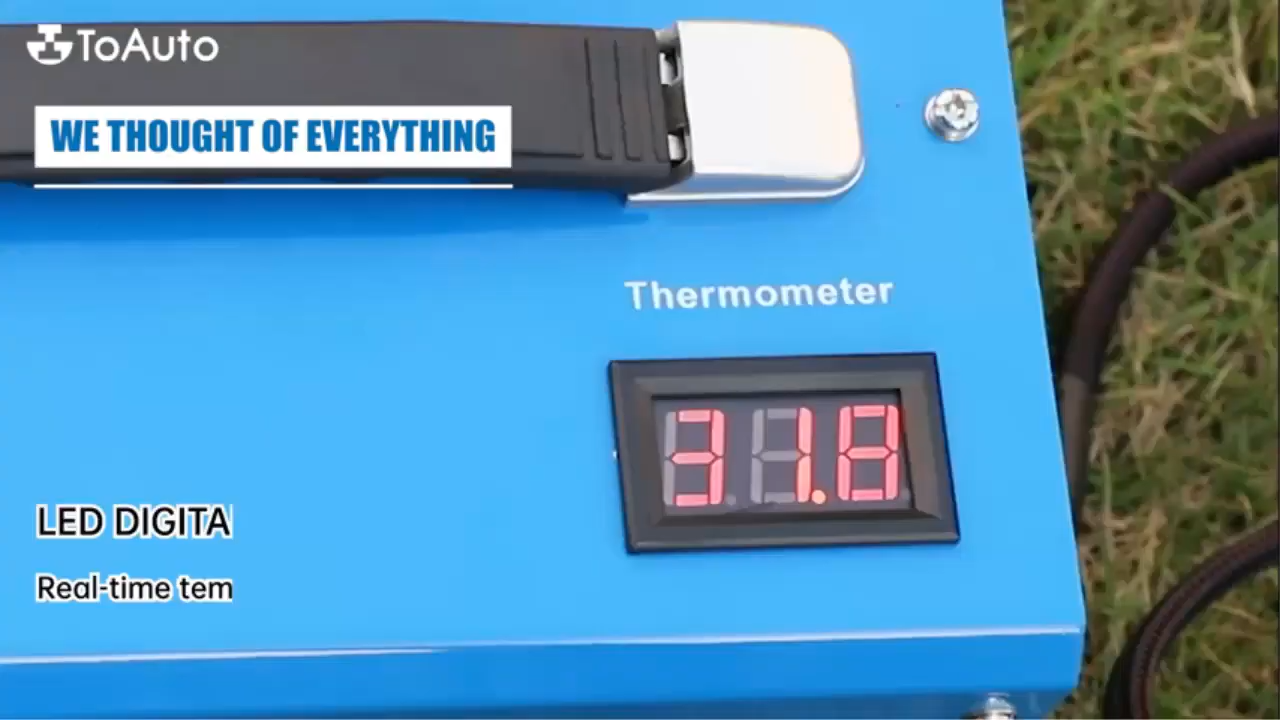 ToAuto
WE THOUGHT OF EVERYTHING
Thermometer
31.8
LED DIGITA
Real-time tem